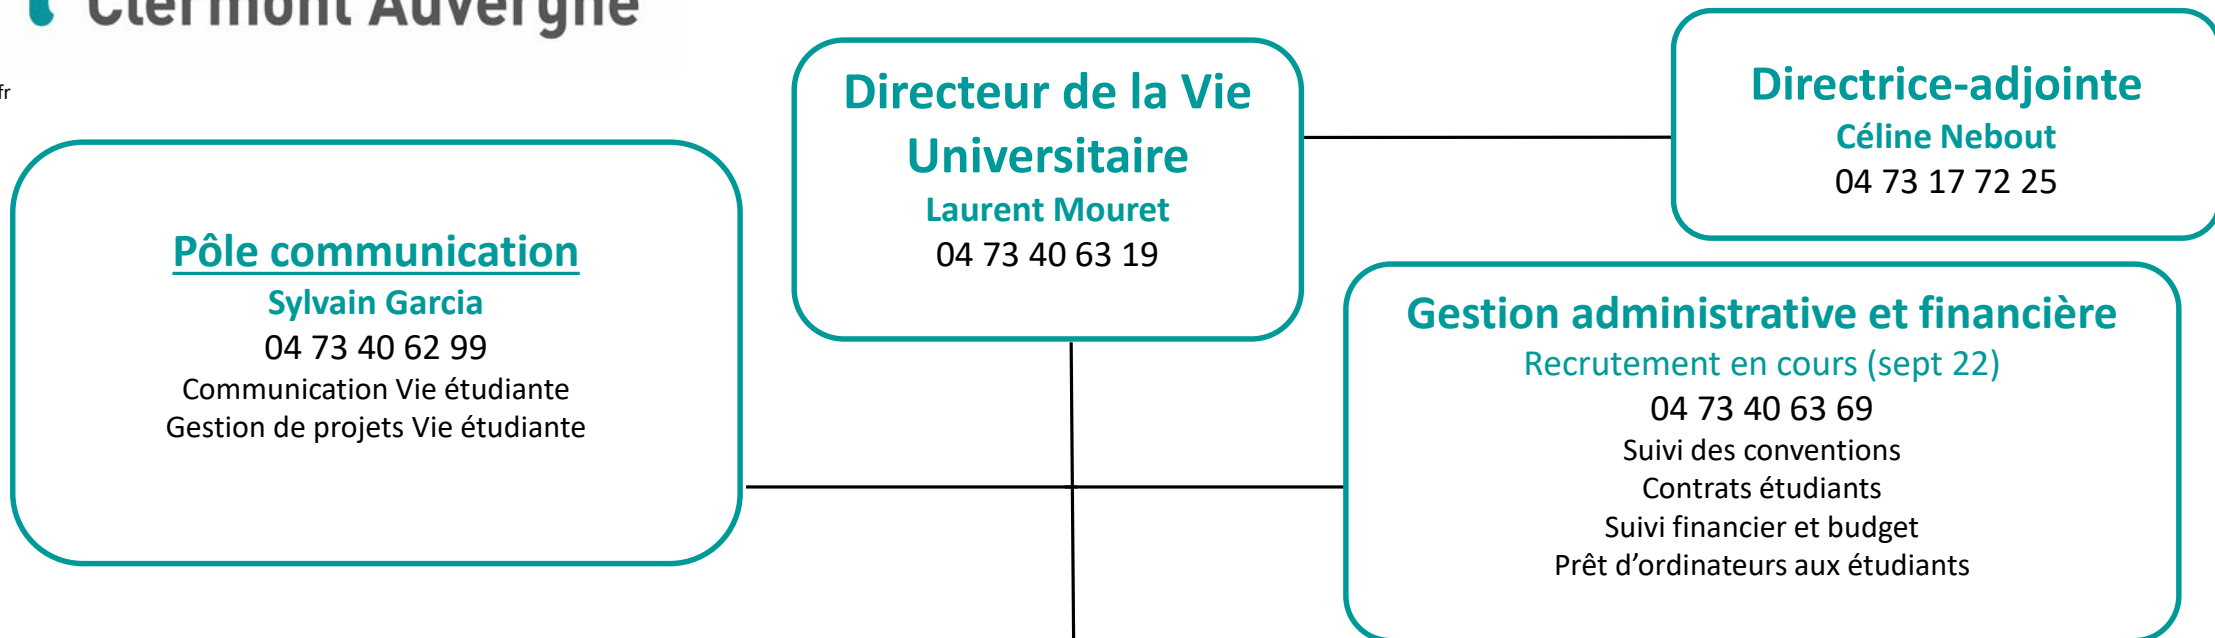 Clermont Auvergne
fr
Directeur de la Vie
Universitaire
Laurent Mouret
04 73 40 63 19
Directrice-adjointe
Céline Nebout
04 73 17 72 25
Pôle communication
Sylvain Garcia
04 73 40 62 99
Communication Vie étudiante
Gestion de projets Vie étudiante
Gestion administrative et financière
Recrutement en cours (sept 22)
04 73 40 63 69
Suivi des conventions
Contrats étudiants
Suivi financier et budget
Prêt d’ordinateurs aux étudiants